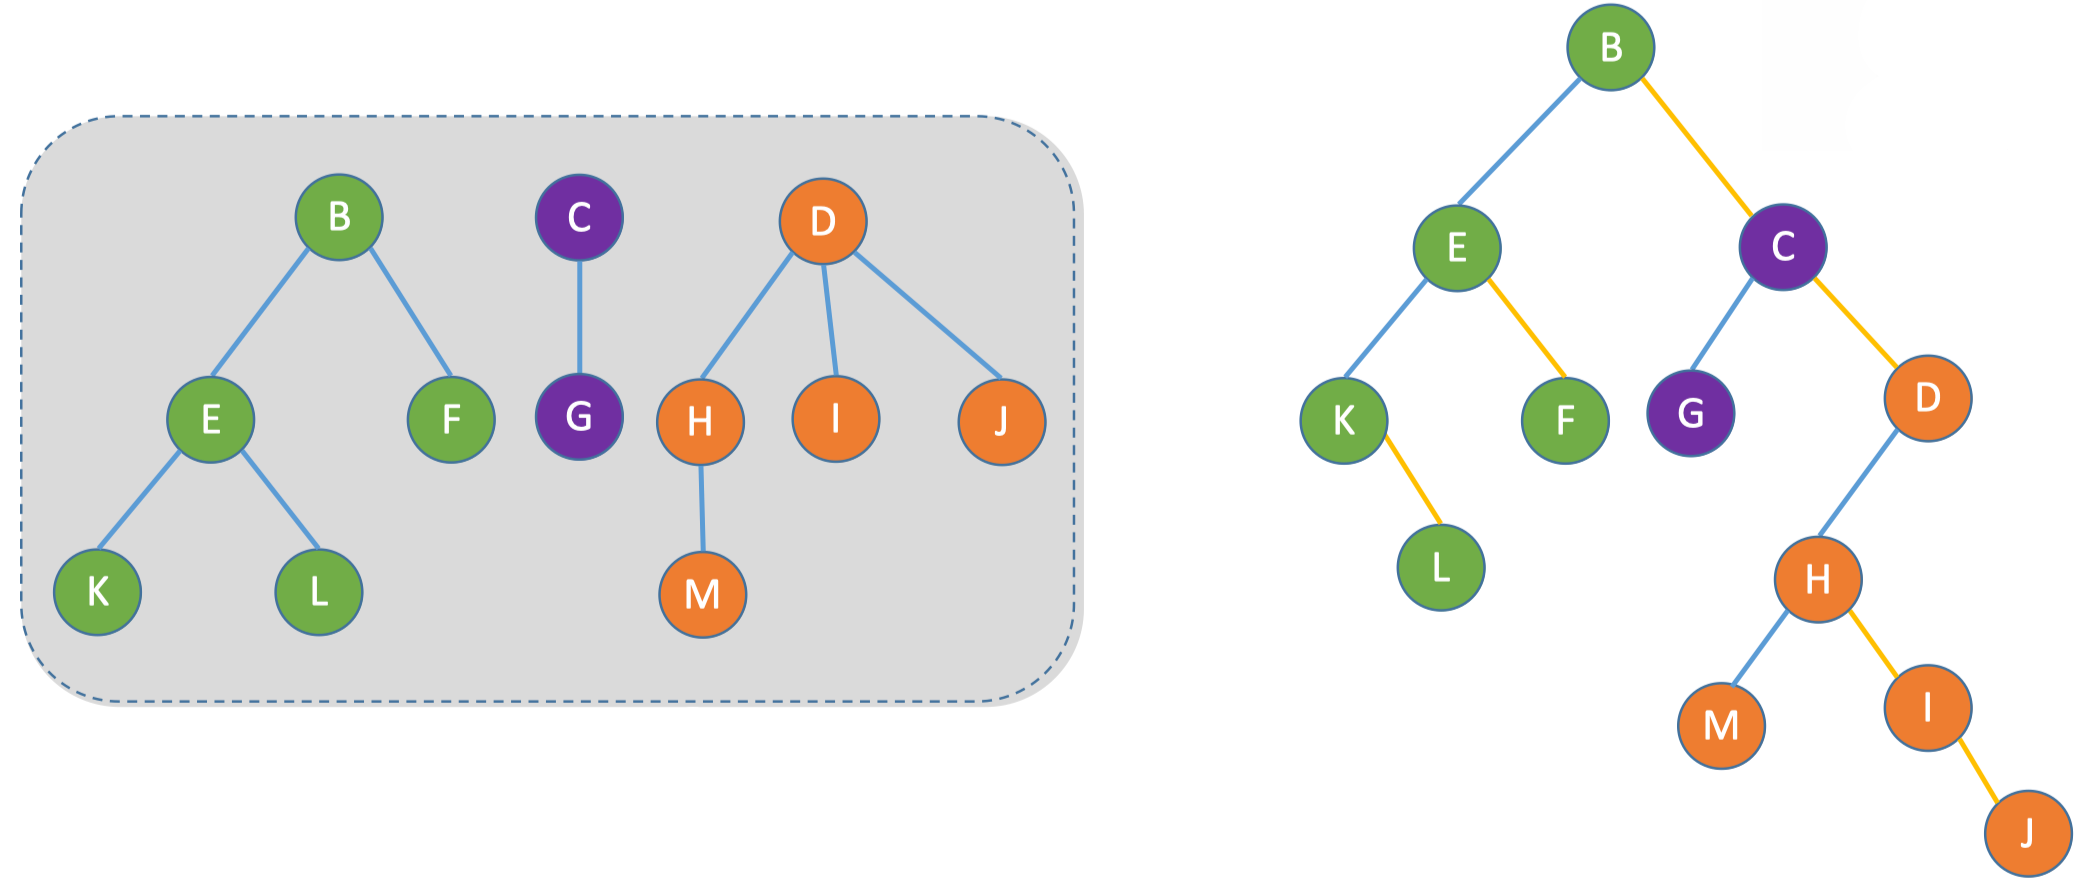 B C D
E F G H I J
K L M
B
E C
K F G D
L
H
M I
J